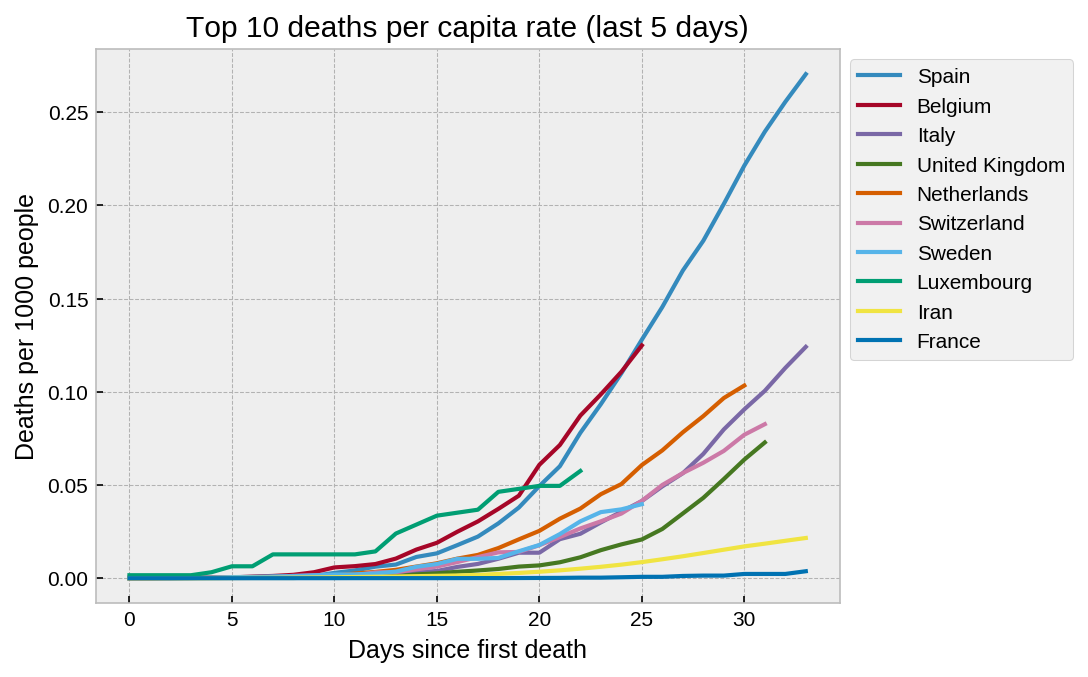 Top 10 deaths per capita rate (last 5 days)
Deaths per 1000 people
0.25
0.20
0.15
0.10
0.05
0.00
0 5 10 15 20 25 30
Days since first death
Spain
Belgium
Italy
United Kingdom
Netherlands
Switzerland
Sweden
Luxembourg
Iran
France